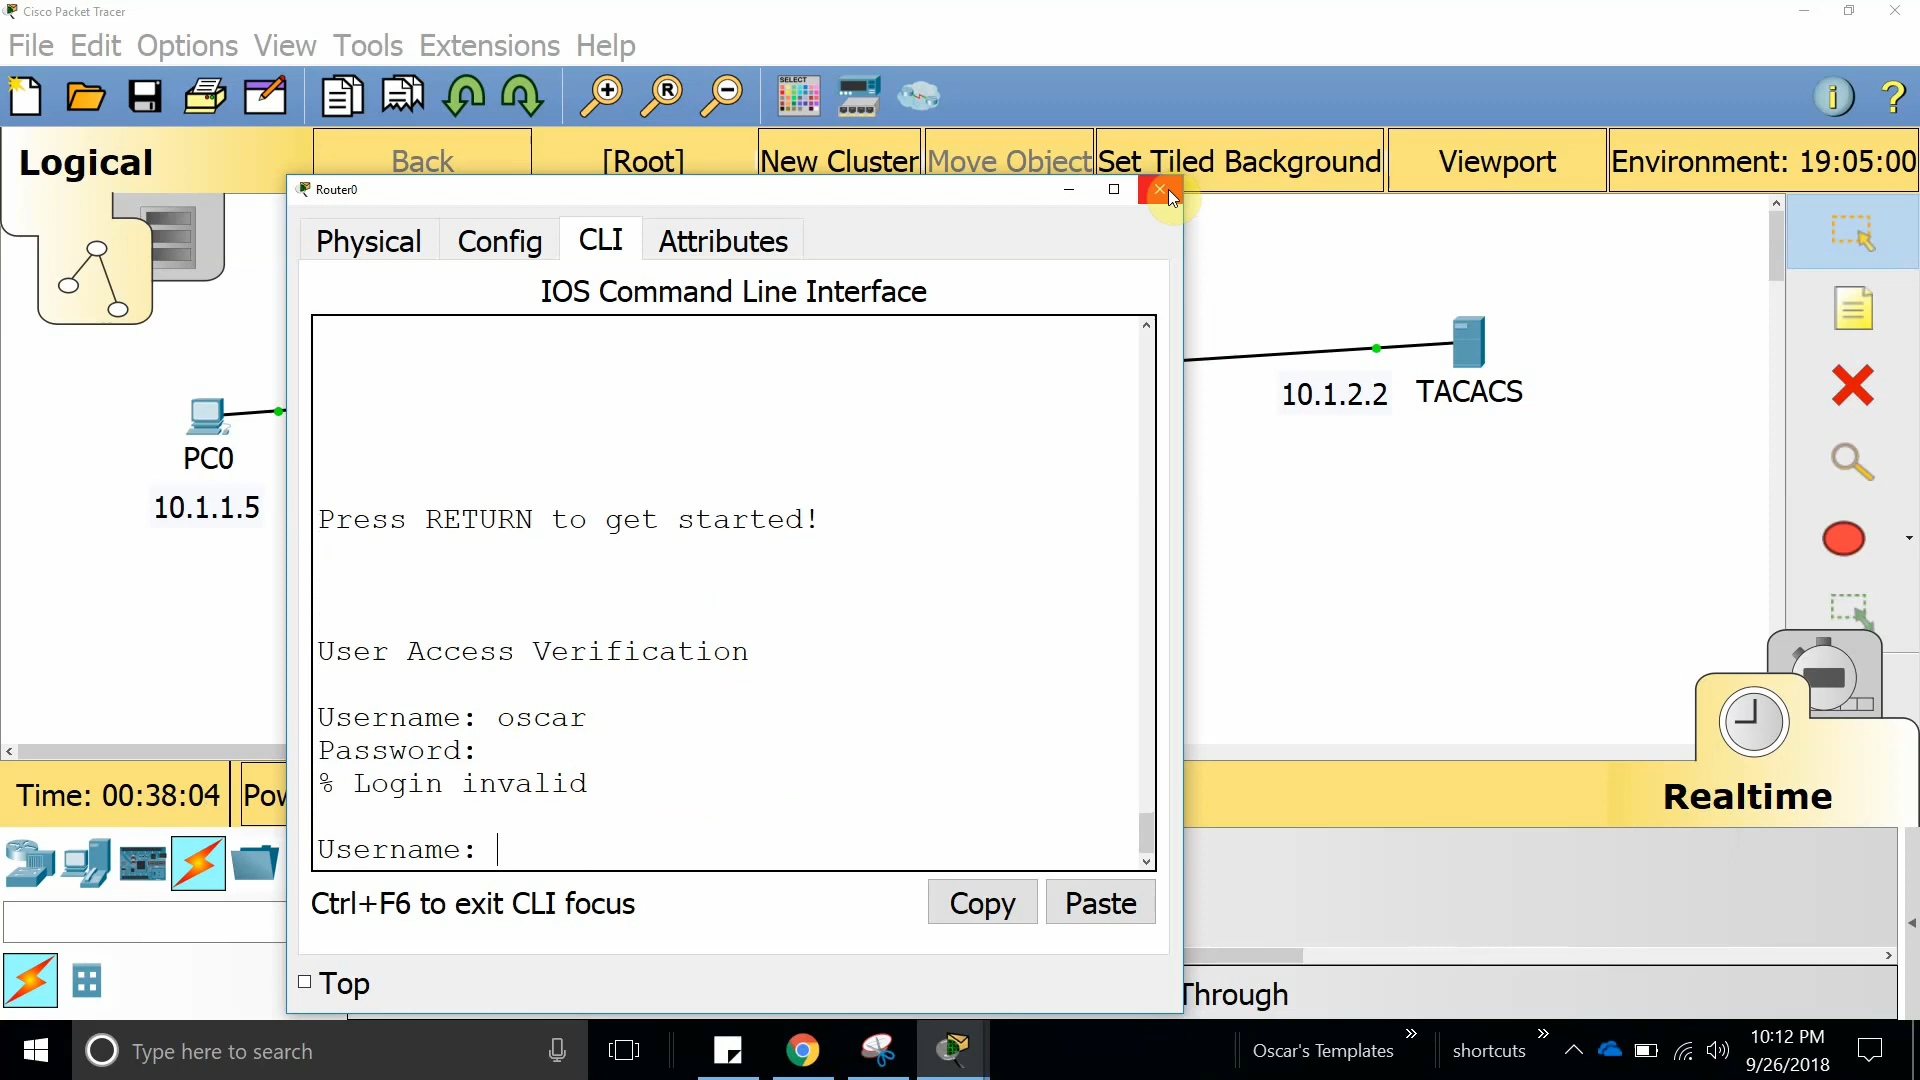 Cisco Packet Tracer
File Edit Options View Tools Extensions Help
SELECT
R
i ?
Logical
Back [Root] New Cluster Move Object Set Tiled Background Viewport Environment: 19:05:00
Router0
Physical Config CLI Attributes
IOS Command Line Interface
Press RETURN to get started!
User Access Verification
Username: oscar
Password:
% Login invalid
Username:
Ctrl+F6 to exit CLI focus
Copy Paste
Top
PC0
10.1.1.5
10.1.2.2 TACACS
Time: 00:38:04
Pow
Realtime
Through
Type here to search
Oscar's Templates » shortcuts »
10:12 PM
9/26/2018